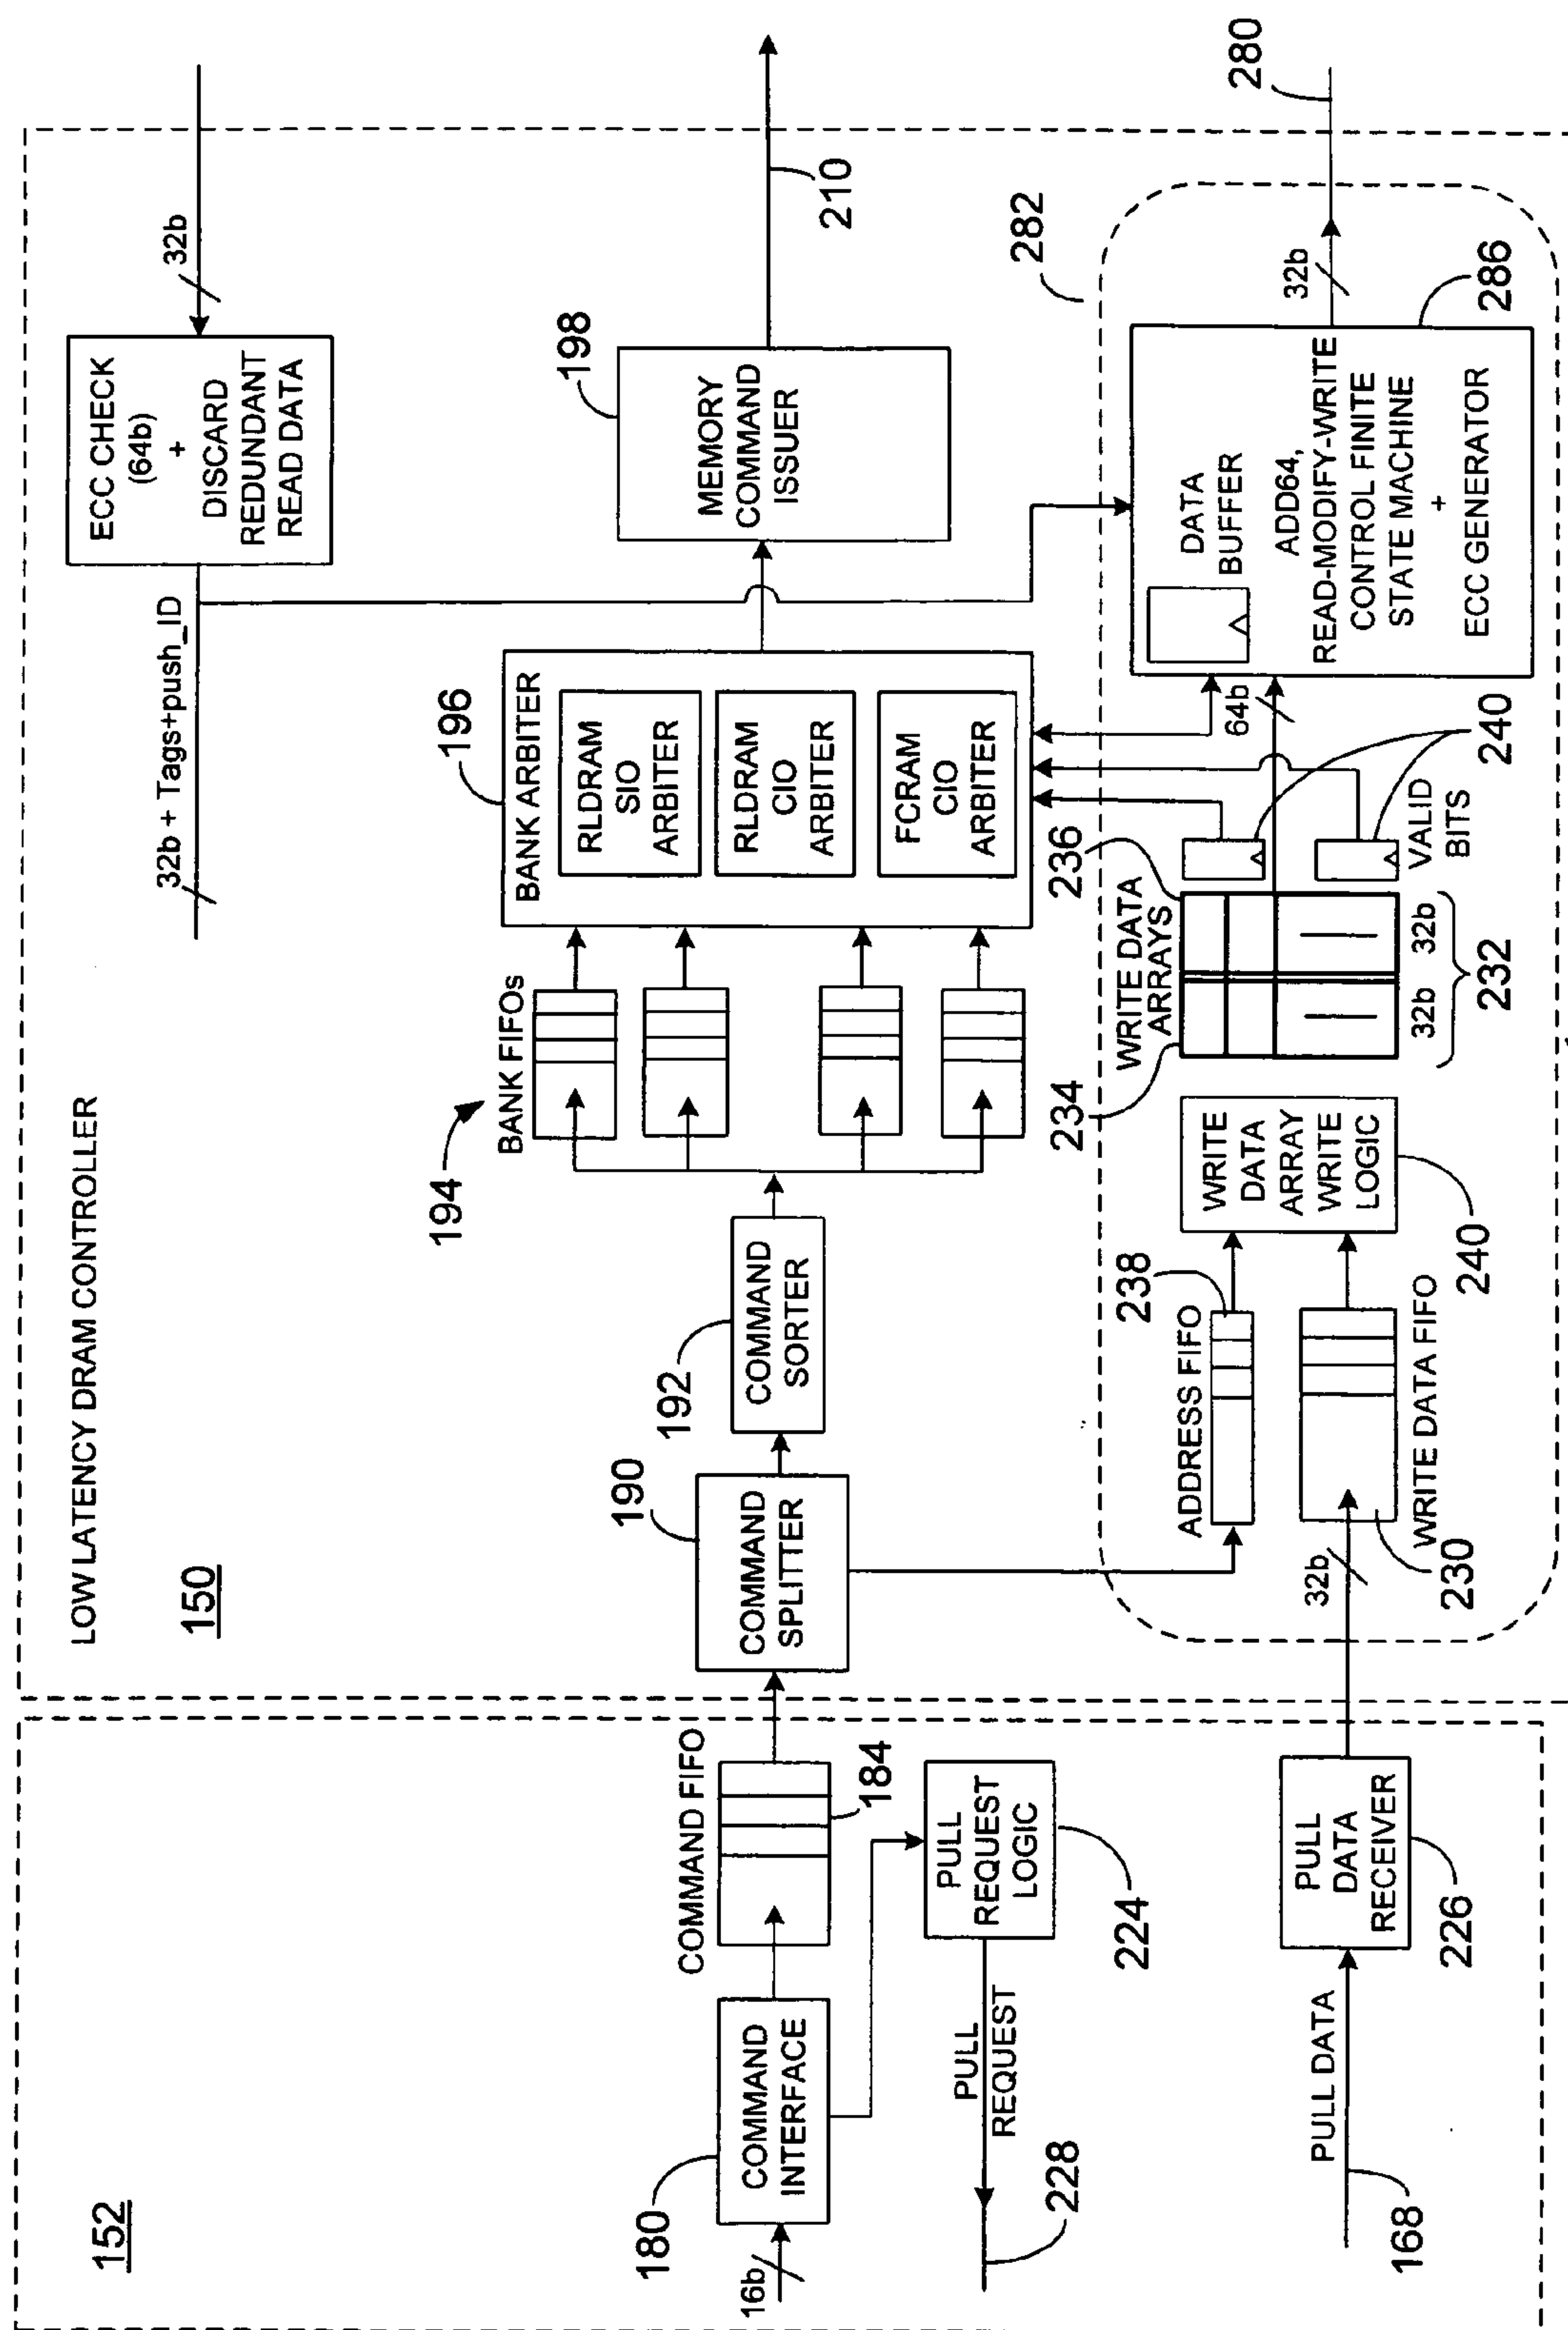 152
16b
180
COMMAND
INTERFACE
COMMAND FIFO
184
PULL
REQUEST
LOGIC
224
PULL
REQUEST
228
PULL DATA
168
PULL
DATA
RECEIVER
226
LOW LATENCY DRAM CONTROLLER
150
190
COMMAND
SPLITTER
192
COMMAND
SORTER
194
BANK FIFOs
196
BANK ARBITER
RLDRAM
SIO
ARBITER
RLDRAM
CIO
ARBITER
FCRAM
CIO
ARBITER
198
MEMORY
COMMAND
ISSUER
210
32b + Tags+push_ID
ECC CHECK
(64b)
+
DISCARD
REDUNDANT
READ DATA
32b
282
ADDRESS FIFO
238
32b
230
WRITE DATA FIFO
WRITE
DATA
ARRAY
WRITE
LOGIC
240
234
WRITE DATA
ARRAYS
236
32b
32b
232
VALID
BITS
240
64b
DATA
BUFFER
ADD64,
READ-MODIFY-WRITE
CONTROL FINITE
STATE MACHINE
+
ECC GENERATOR
286
32b
280